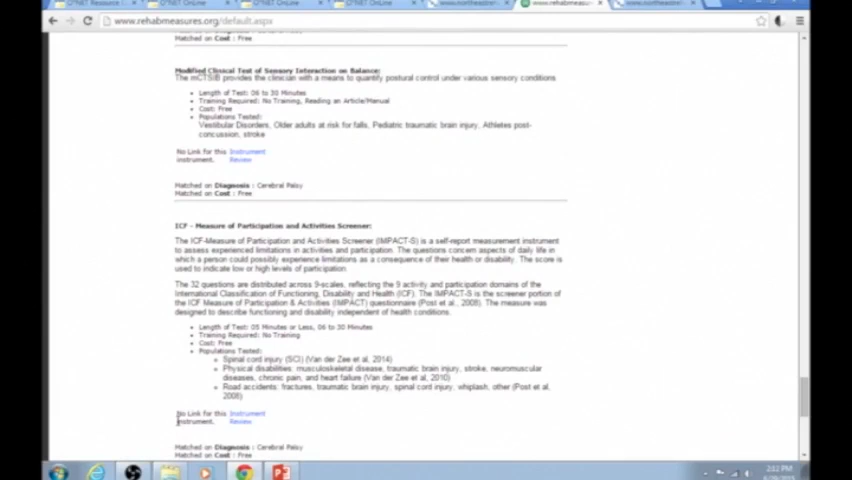 O*NET Resource
O*NET OnLine
O*NET OnLine
O*NET OnLine
www.northeastern
www.rehabmeasures
www.northeastern
www.rehabmeasures.org/default.aspx
Matched on Cost : Free
Modified Clinical Test of Sensory Interaction on Balance:
The mCTSIB provides the clinician with a means to quantify postural control under various sensory conditions
Length of Test: 06 to 30 Minutes
Training Required: No Training, Reading an Article/Manual
Cost: Free
Populations Tested:
Vestibular Disorders, Older adults at risk for falls, Pediatric traumatic brain injury, Athletes post-
concussion, stroke
No Link for this Instrument
instrument. Review
Matched on Diagnosis : Cerebral Palsy
Matched on Cost : Free
ICF - Measure of Participation and Activities Screener:
The ICF-Measure of Participation and Activities Screener (IMPACT-S) is a self-report measurement instrument
to assess experienced limitations in activities and participation. The questions concern aspects of daily life in
which a person could possibly experience limitations as a consequence of their health or disability. The score is
used to indicate low or high levels of participation.
The 32 questions are distributed across 9-scales, reflecting the 9 activity and participation domains of the
International Classification of Functioning, Disability and Health (ICF). The IMPACT-S is the screener portion of
the ICF Measure of Participation & Activities (IMPACT) questionnaire (Post et al., 2008). The measure was
designed to describe functioning and disability independent of health conditions.
Length of Test: 05 Minutes or Less, 06 to 30 Minutes
Training Required: No Training
Cost: Free
Populations Tested:
Spinal cord injury (SCI) (Van der Zee et al, 2014)
Physical disabilities: musculoskeletal disease, traumatic brain injury, stroke, neuromuscular
diseases, chronic pain, and heart failure (Van der Zee et al, 2010)
Road accidents: fractures, traumatic brain injury, spinal cord injury, whiplash, other (Post et al,
2008)
No Link for this Instrument
instrument. Review
Matched on Diagnosis : Cerebral Palsy
Matched on Cost : Free